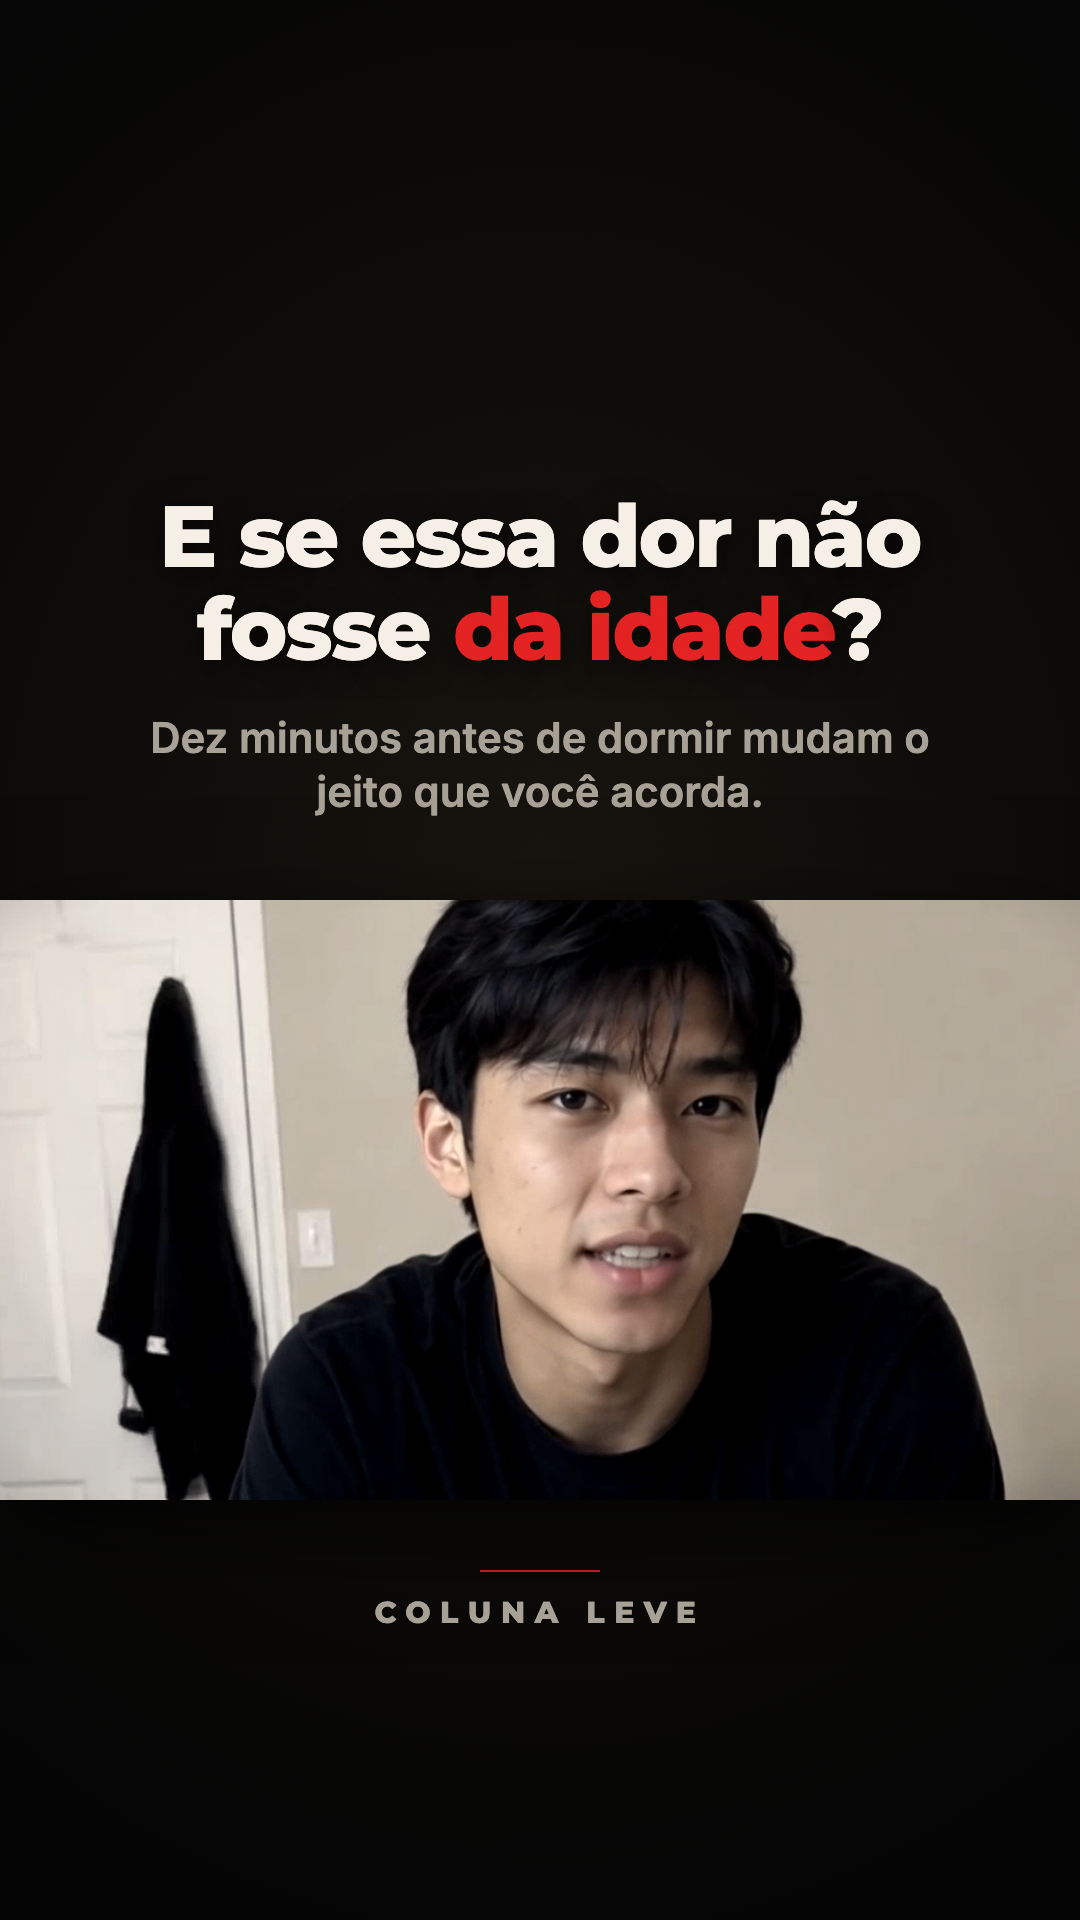 E se essa dor não
fosse da idade?
Dez minutos antes de dormir mudam o
jeito que você acorda.
COLUNA LEVE